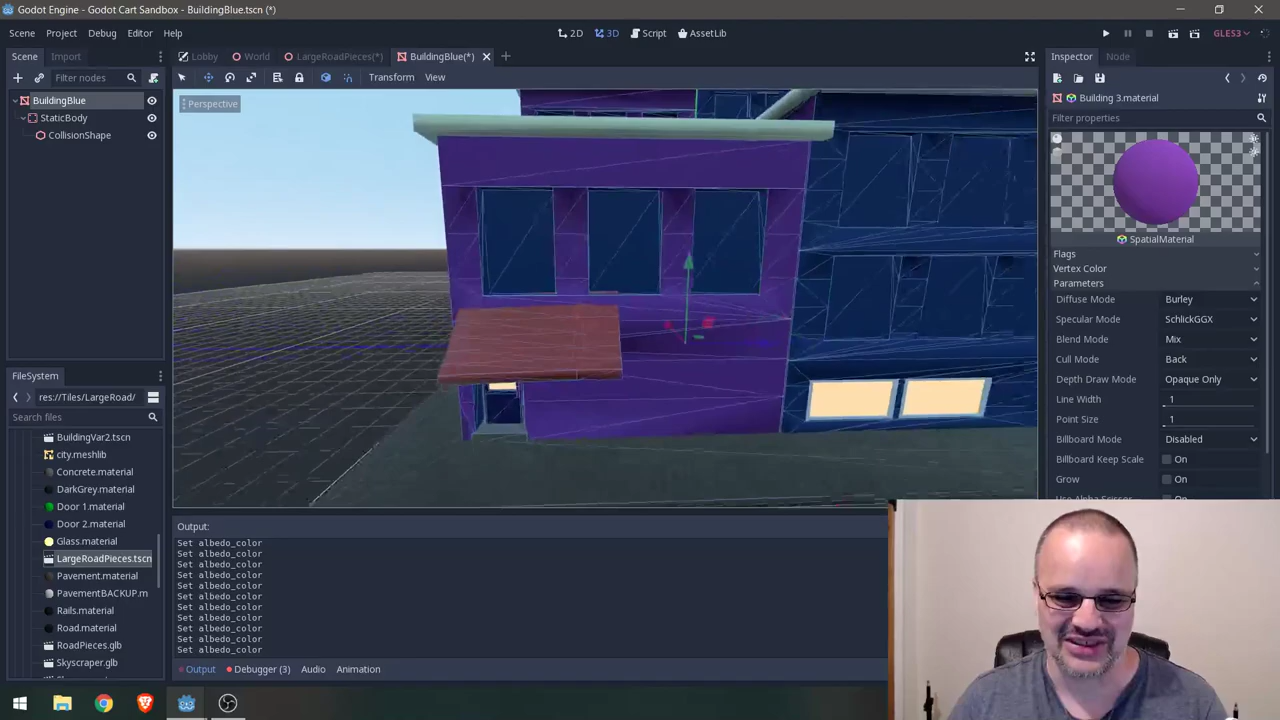 Godot Engine - Godot Cart Sandbox - BuildingBlue.tscn (*)
Scene Project Debug Editor Help
2D 3D Script AssetLib
GLES3
Scene Import
Lobby World LargeRoadPieces(*) BuildingBlue(*)
Inspector Node
Filter nodes
Transform View
BuildingBlue
StaticBody
CollisionShape
Perspective
Building 3.material
Filter properties
SpatialMaterial
Flags
Vertex Color
Parameters
Diffuse Mode Burley
Specular Mode SchlickGGX
Blend Mode Mix
Cull Mode Back
Depth Draw Mode Opaque Only
Line Width 1
Point Size 1
Billboard Mode Disabled
Billboard Keep Scale On
Grow On
FileSystem
res://Tiles/LargeRoad/
Search files
BuildingVar2.tscn
city.meshlib
Concrete.material
DarkGrey.material
Door 1.material
Door 2.material
Glass.material
LargeRoadPieces.tscn
Pavement.material
PavementBACKUP.m
Rails.material
Road.material
RoadPieces.glb
Skyscraper.glb
Output:
Set albedo_color
Set albedo_color
Set albedo_color
Set albedo_color
Set albedo_color
Set albedo_color
Set albedo_color
Set albedo_color
Set albedo_color
Set albedo_color
Set albedo_color
Output Debugger (3) Audio Animation